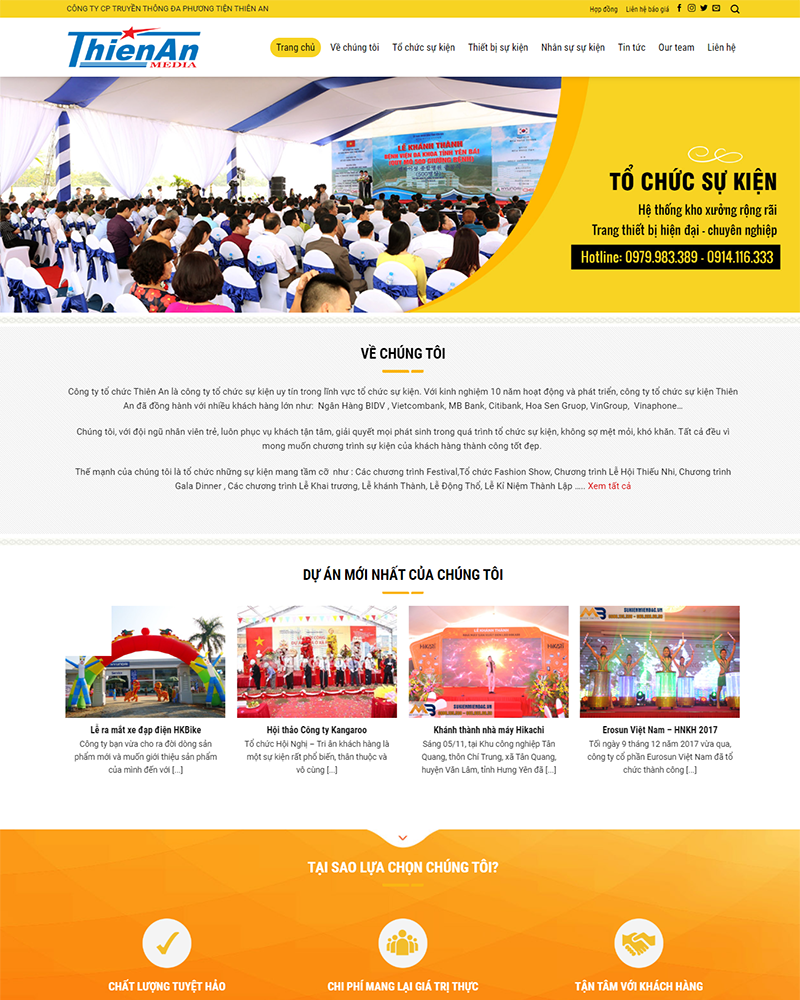 CÔNG TY CP TRUYỀN THÔNG ĐA PHƯƠNG TIỆN THIÊN AN
Hợp đồng Liên hệ báo giá
ThienAn
MEDIA
Trang chủ Về chúng tôi Tổ chức sự kiện Thiết bị sự kiện Nhân sự sự kiện Tin tức Our team Liên hệ
LỄ KHÁNH THÀNH
BỆNH VIỆN ĐA KHOA TỈNH YÊN BÁI
QUY MÔ 500 GIƯỜNG BỆNH
TỔ CHỨC SỰ KIỆN
Hệ thống kho xưởng rộng rãi
Trang thiết bị hiện đại - chuyên nghiệp
Hotline: 0979.983.389 - 0914.116.333
VỀ CHÚNG TÔI
Công ty tổ chức Thiên An là công ty tổ chức sự kiện uy tín trong lĩnh vực tổ chức sự kiện. Với kinh nghiệm 10 năm hoạt động và phát triển, công ty tổ chức sự kiện Thiên
An đã đồng hành với nhiều khách hàng lớn như: Ngân Hàng BIDV , Vietcombank, MB Bank, Citibank, Hoa Sen Gruop, VinGroup, Vinaphone...
Chúng tôi, với đội ngũ nhân viên trẻ, luôn phục vụ khách tận tâm, giải quyết mọi phát sinh trong quá trình tổ chức sự kiện, không sợ mệt mỏi, khó khăn. Tất cả đều vì
mong muốn chương trình sự kiện của khách hàng thành công tốt đẹp.
Thế mạnh của chúng tôi là tổ chức những sự kiện mang tầm cỡ như : Các chương trình Festival,Tổ chức Fashion Show, Chương trình Lễ Hội Thiếu Nhi, Chương trình
Gala Dinner , Các chương trình Lễ Khai trương, Lễ khánh Thành, Lễ Động Thổ, Lễ Kỉ Niệm Thành Lập ..... Xem tất cả
DỰ ÁN MỚI NHẤT CỦA CHÚNG TÔI
HIKASI
HIKASI
SUKIENMIENBAC.VN
MB SUKIENMIENBAC.VN
Lễ ra mắt xe đạp điện HKBike
Công ty bạn vừa cho ra đời dòng sản
phẩm mới và muốn giới thiệu sản phẩm
của mình đến với [...]
Hội thảo Công ty Kangaroo
Tổ chức Hội Nghị – Tri ân khách hàng là
một sự kiện rất phổ biến, thân thuộc và
vô cùng [...]
Khánh thành nhà máy Hikachi
Sáng 05/11, tại Khu công nghiệp Tân
Quang, thôn Chí Trung, xã Tân Quang,
huyện Văn Lâm, tỉnh Hưng Yên đã [...]
Erosun Việt Nam – HNKH 2017
Tối ngày 9 tháng 12 năm 2017 vừa qua,
công ty cổ phần Eurosun Việt Nam đã tổ
chức thành công [...]
TẠI SAO LỰA CHỌN CHÚNG TÔI?
CHẤT LƯỢNG TUYỆT HẢO
CHI PHÍ MANG LẠI GIÁ TRỊ THỰC
TẬN TÂM VỚI KHÁCH HÀNG